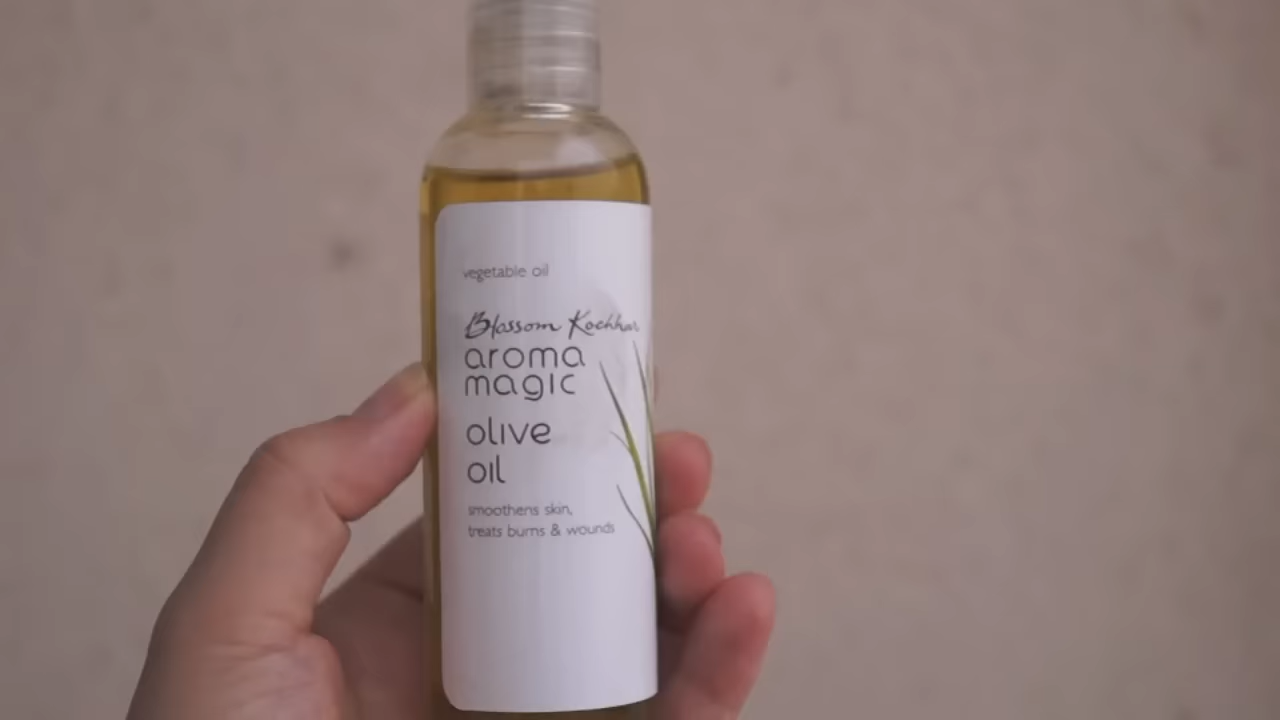 vegetable oil
Blossom Kochhar
aroma
magic
olive
oil
smoothens skin,
treats burns & wounds